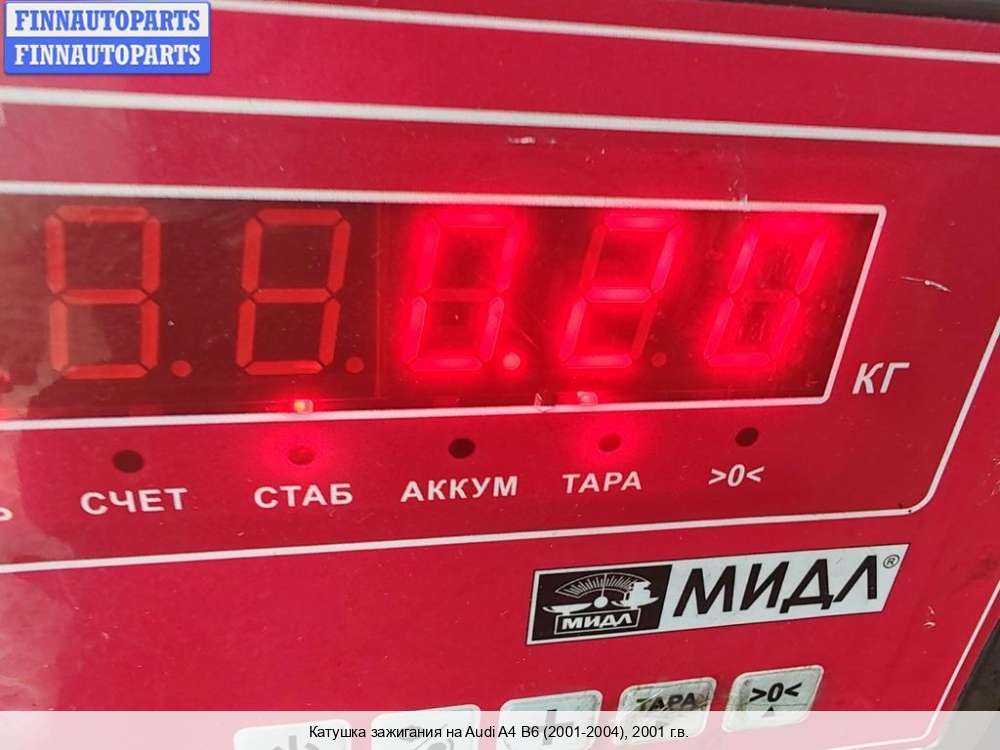 FINNAUTOPARTS
FINNAUTOPARTS
0.20
КГ
СЧЕТ СТАБ АККУМ ТАРА >0<
МИДЛ МИДЛ®
ТАРА >0<
Катушка зажигания на Audi A4 B6 (2001-2004), 2001 г.в.